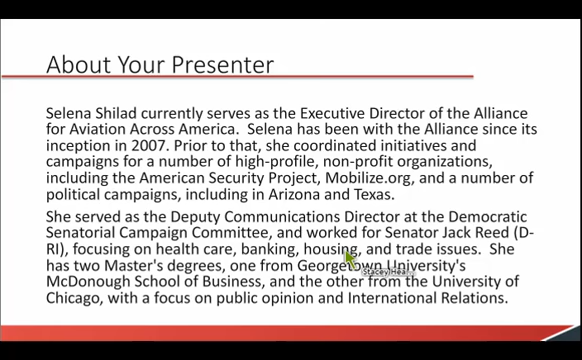 About Your Presenter
Selena Shilad currently serves as the Executive Director of the Alliance
for Aviation Across America.  Selena has been with the Alliance since its
inception in 2007. Prior to that, she coordinated initiatives and
campaigns for a number of high-profile, non-profit organizations,
including the American Security Project, Mobilize.org, and a number of
political campaigns, including in Arizona and Texas.
She served as the Deputy Communications Director at the Democratic
Senatorial Campaign Committee, and worked for Senator Jack Reed (D-
RI), focusing on health care, banking, housing, and trade issues.  She
has two Master's degrees, one from Georgetown University's
McDonough School of Business, and the other from the University of
Chicago, with a focus on public opinion and International Relations.